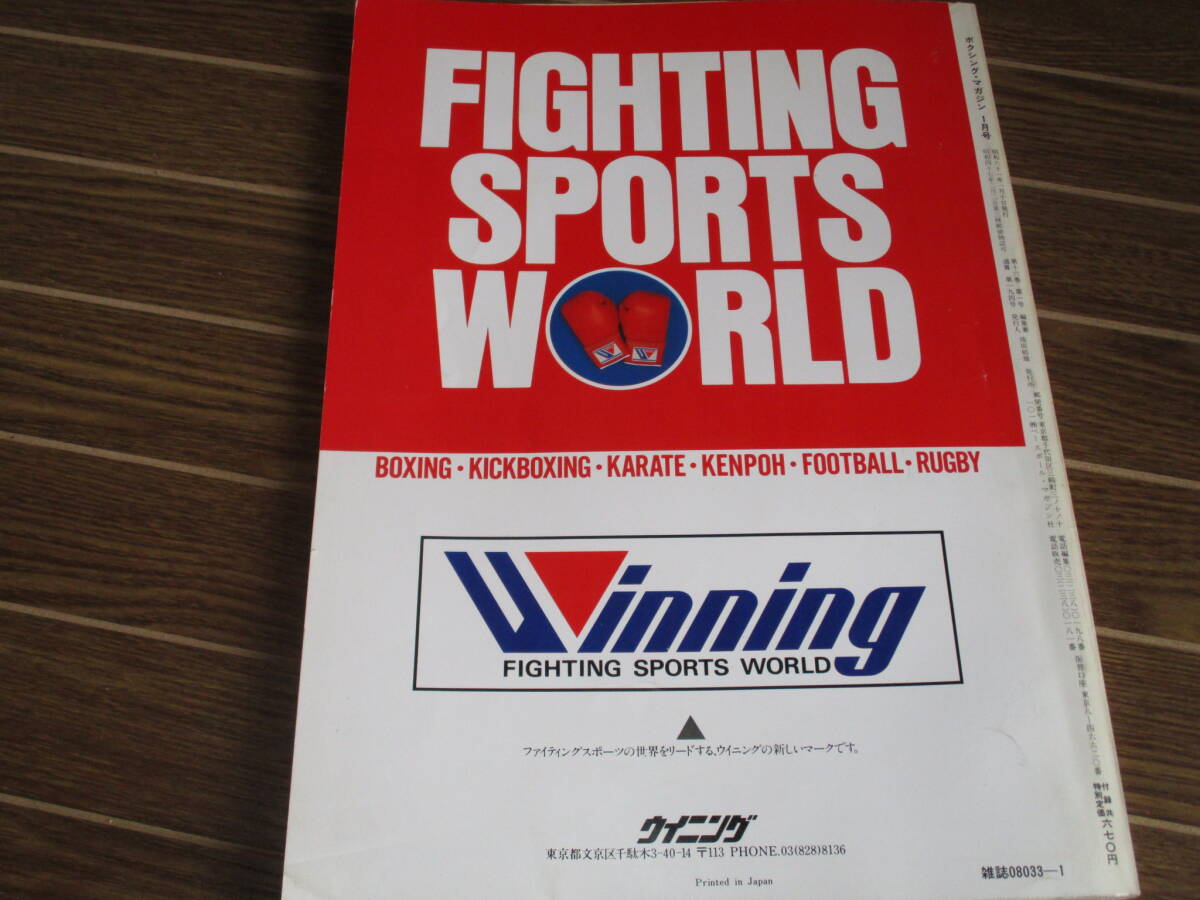 FIGHTING
SPORTS
WORLD
BOXING・KICKBOXING・KARATE・KENPOH・FOOTBALL・RUGBY
Winning
FIGHTING SPORTS WORLD
▲
ファイティングスポーツの世界をリードする、ウイニングの新しいマークです。
ウイニング
東京都文京区千駄木3-40-14 〒113 PHONE.03(828)8136
Printed in Japan
雑誌08033—1
ボクシング・マガジン 1月号
付録共
特別定価 六七〇円